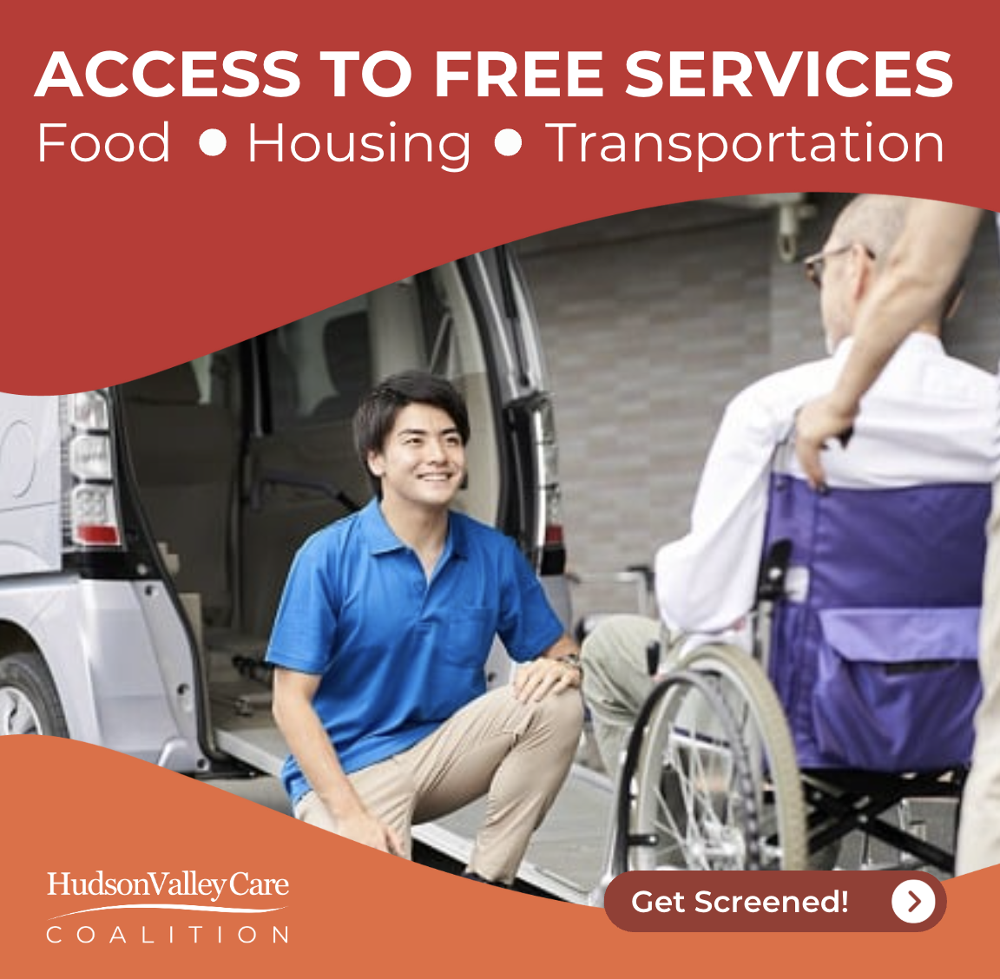 ACCESS TO FREE SERVICES
Food ● Housing ● Transportation
HudsonValleyCare
COALITION
Get Screened!